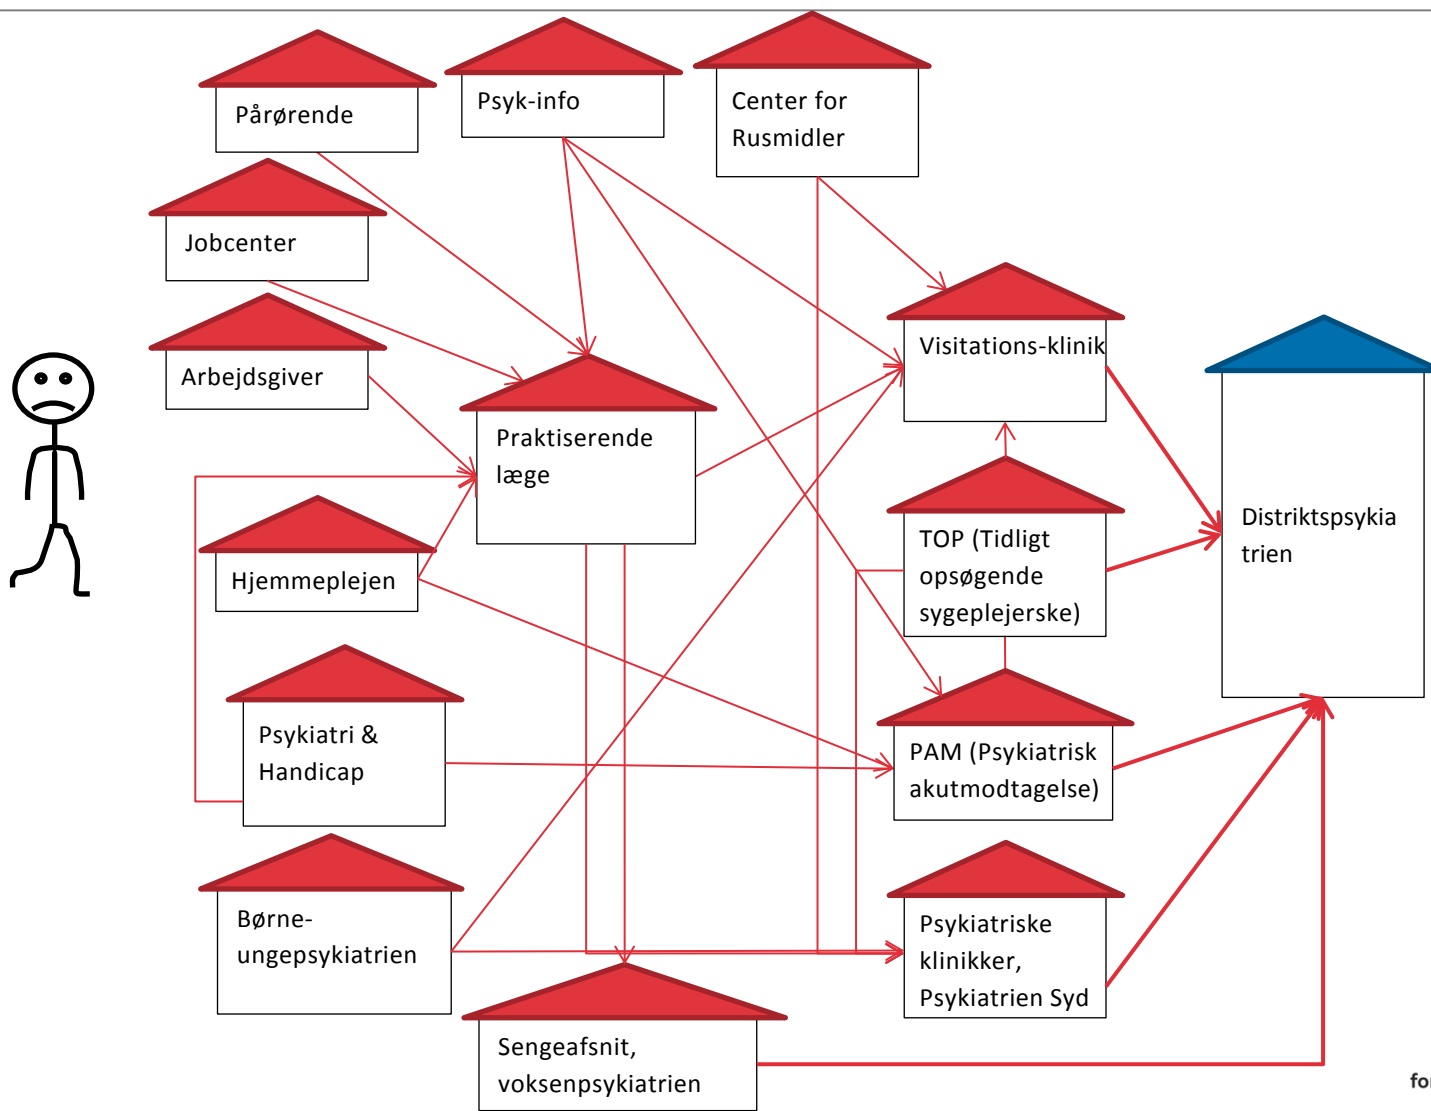 Pårørende
Psyk-info
Center for
Rusmidler
Jobcenter
Arbejdsgiver
Visitations-klinik
Praktiserende
læge
Hjemmeplejen
TOP (Tidligt
opsøgende
sygeplejerske)
Distriktspsykia
trien
Psykiatri &
Handicap
PAM (Psykiatrisk
akutmodtagelse)
Børne-
ungepsykiatrien
Psykiatriske
klinikker,
Psykiatrien Syd
Sengeafsnit,
voksenpsykiatrien